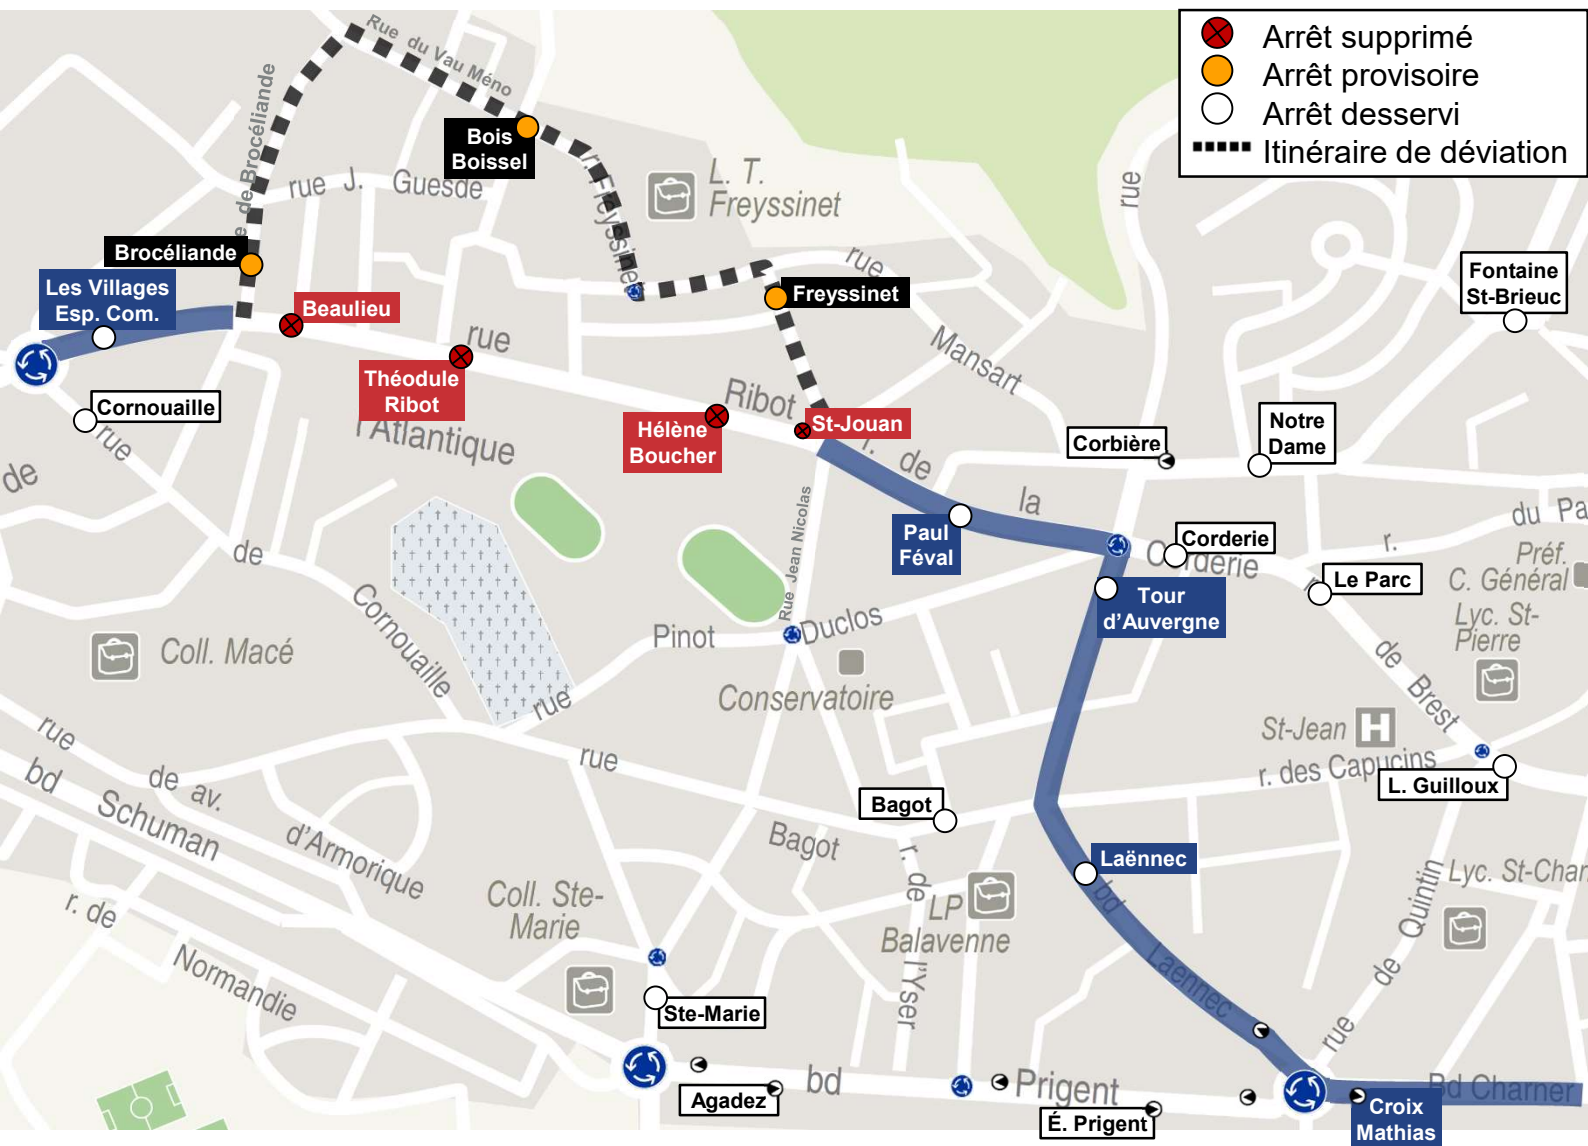 Arrêt supprimé
Arrêt provisoire
Arrêt desservi
Itinéraire de déviation
Rue du Vau Méno
de Brocéliande
Bois
Boissel
r. Freyssinet
L. T.
Freyssinet
rue J. Guesde
rue
Brocéliande
Les Villages
Esp. Com.
Beaulieu
Freyssinet
rue
Mansart
Fontaine
St-Brieuc
rue
Ribot
Théodule
Ribot
Cornouaille
l'Atlantique
Hélène
Boucher
St-Jouan
r. de
la
Corderie
Corbière
Notre
Dame
de
rue
de
Cornouaille
Paul
Féval
Corderie
du Pa
r.
Préf.
C. Général
Le Parc
Tour
d'Auvergne
Lyc. St-
Pierre
Rue Jean Nicolas
Pinot
Duclos
rue
Coll. Macé
Conservatoire
de
Brest
St-Jean
H
r. des Capucins
L. Guilloux
rue
de av.
d'Armorique
bd
Schuman
rue
Bagot
Bagot
r. de
l'Yser
Laënnec
bd
Laennec
Lyc. St-Char
rue
de
Quintin
Coll. Ste-
Marie
LP
Balavenne
r. de
Normandie
Ste-Marie
Agadez
bd
Prigent
É. Prigent
Bd Charner
Croix
Mathias